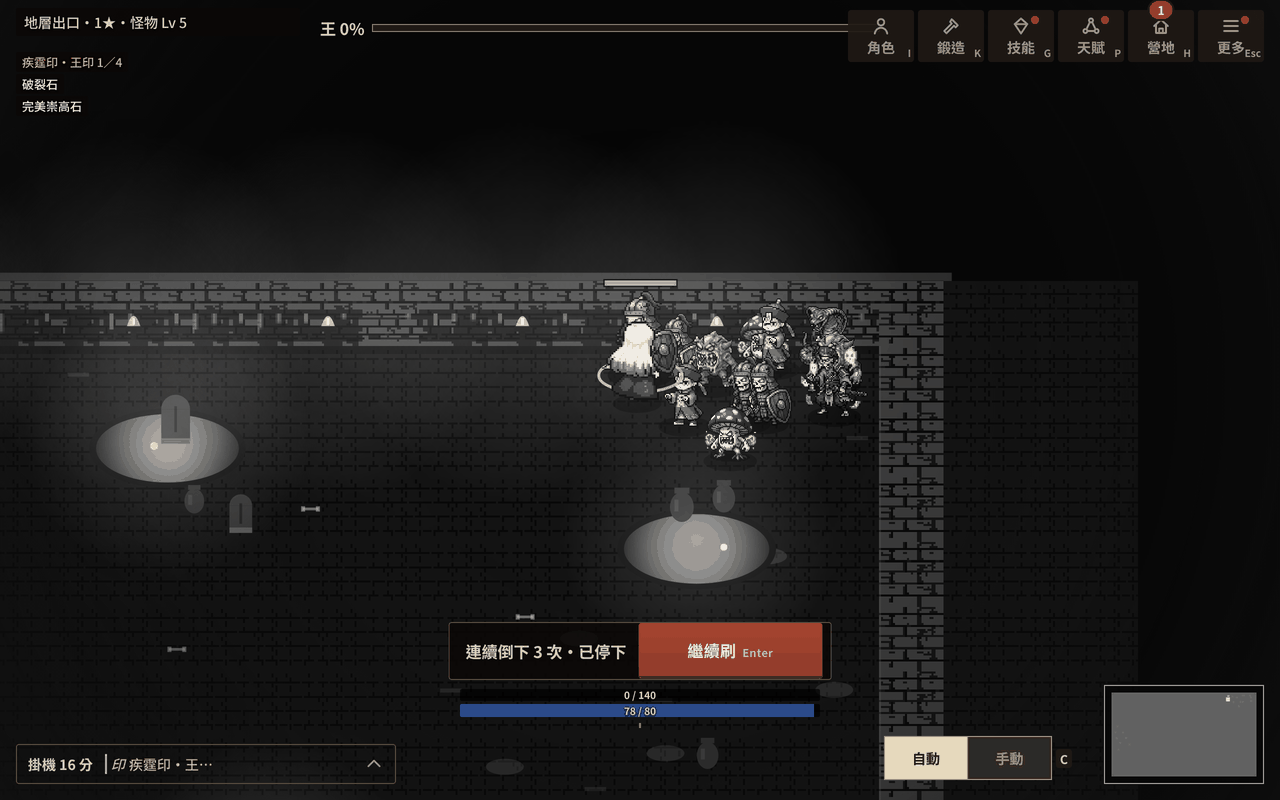 地層出口・1★・怪物 Lv 5
王 0%
疾霆印・王印 1／4
破裂石
完美崇高石
角色 I
鍛造 K
技能 G
天賦 P
1
營地 H
更多 Esc
連續倒下 3 次・已停下
繼續刷 Enter
0 / 140
78 / 80
掛機 16 分
印 疾霆印・王⋯
自動
手動
C